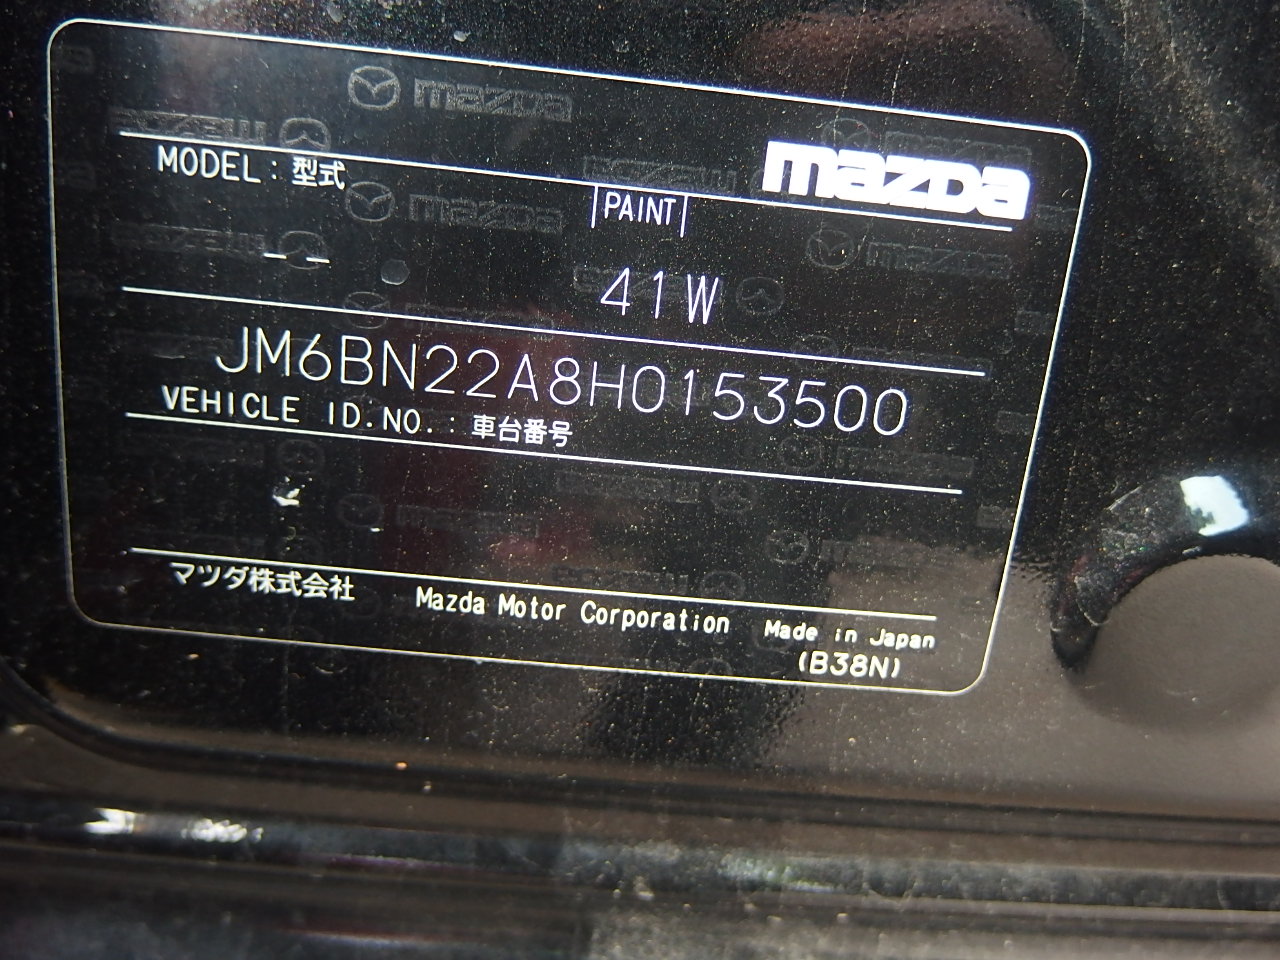 mazda
MODEL : 型式
PAINT
— —
41W
JM6BN22A8H0153500
VEHICLE ID.NO. : 車台番号
マツダ株式会社 Mazda Motor Corporation Made in Japan
(B38N)